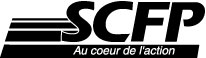 SCFP
Au coeur de l'action